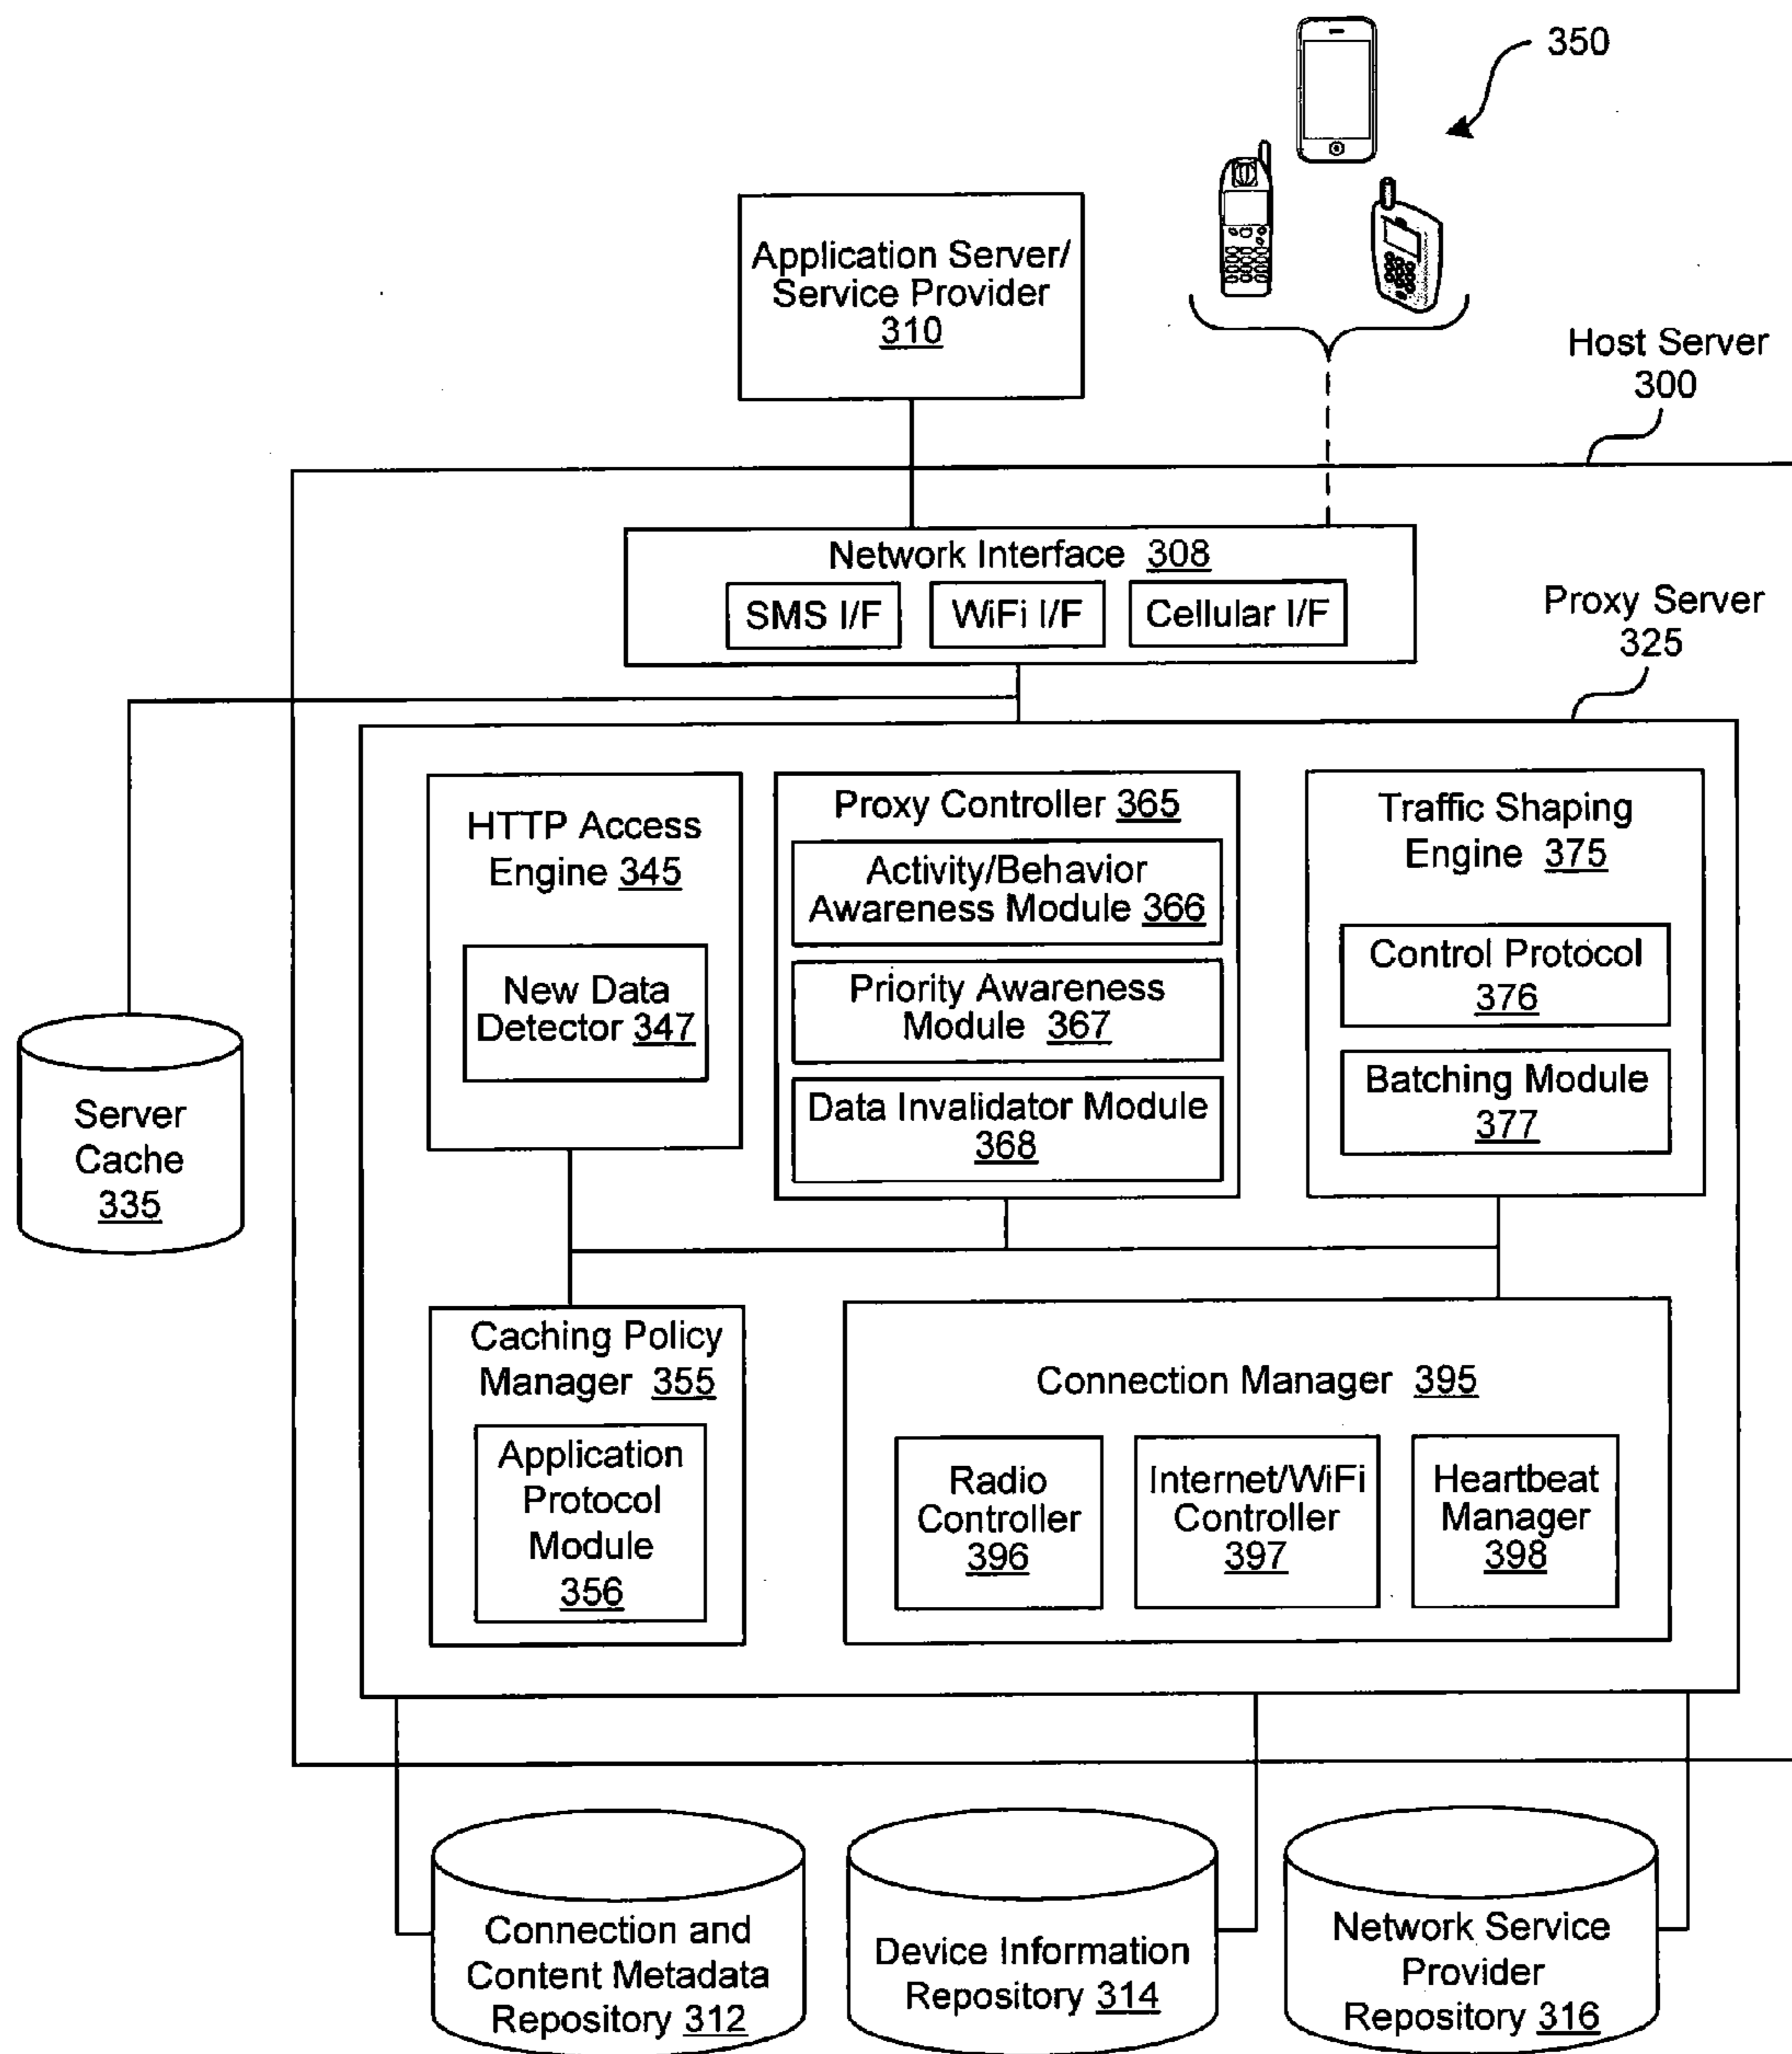 350
Application Server/
Service Provider
310
Host Server
300
Network Interface 308
SMS I/F
WiFi I/F
Cellular I/F
Proxy Server
325
HTTP Access
Engine 345
New Data
Detector 347
Proxy Controller 365
Activity/Behavior
Awareness Module 366
Priority Awareness
Module 367
Data Invalidator Module
368
Traffic Shaping
Engine 375
Control Protocol
376
Batching Module
377
Server
Cache
335
Caching Policy
Manager 355
Application
Protocol
Module
356
Connection Manager 395
Radio
Controller
396
Internet/WiFi
Controller
397
Heartbeat
Manager
398
Connection and
Content Metadata
Repository 312
Device Information
Repository 314
Network Service
Provider
Repository 316